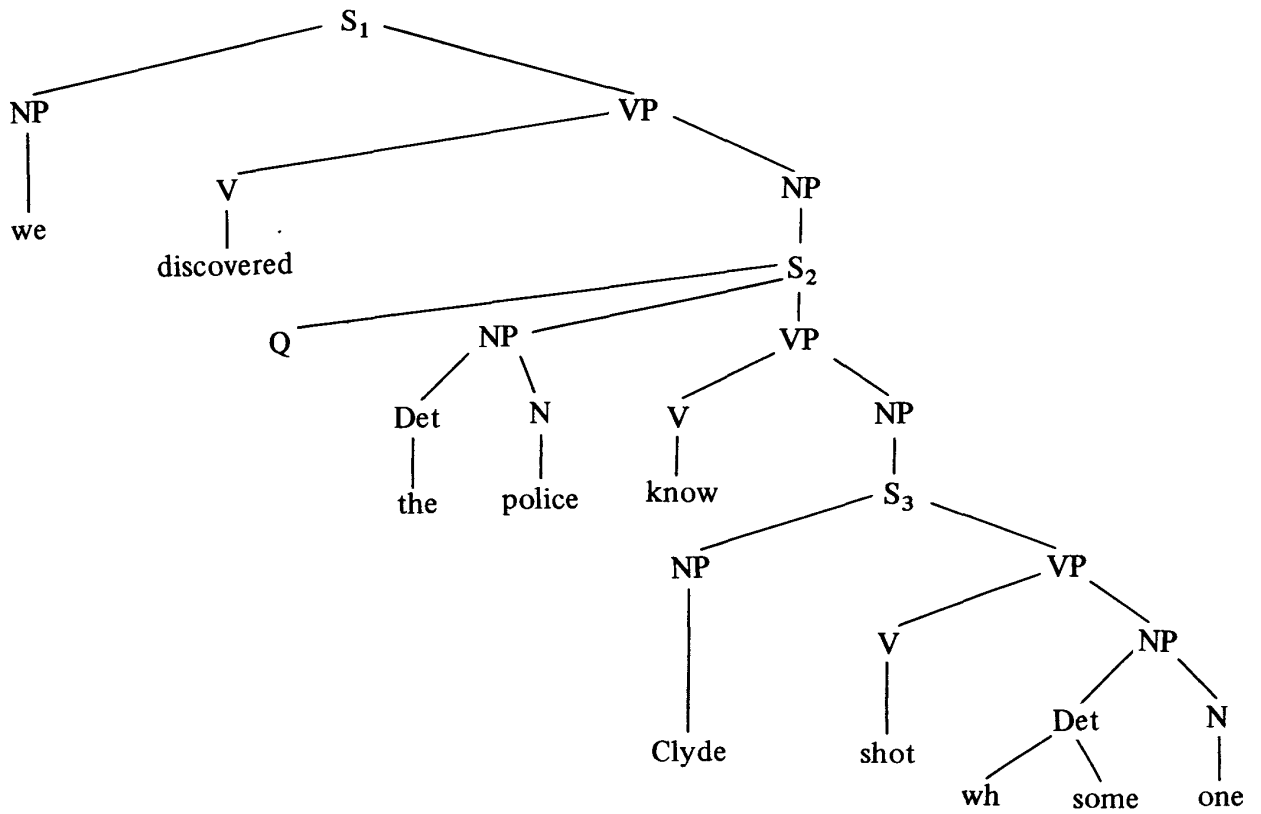 S1
NP VP
V NP
we
discovered
S2
Q NP VP
Det N V NP
the police know
S3
NP VP
V NP
Det N
Clyde shot
wh some one